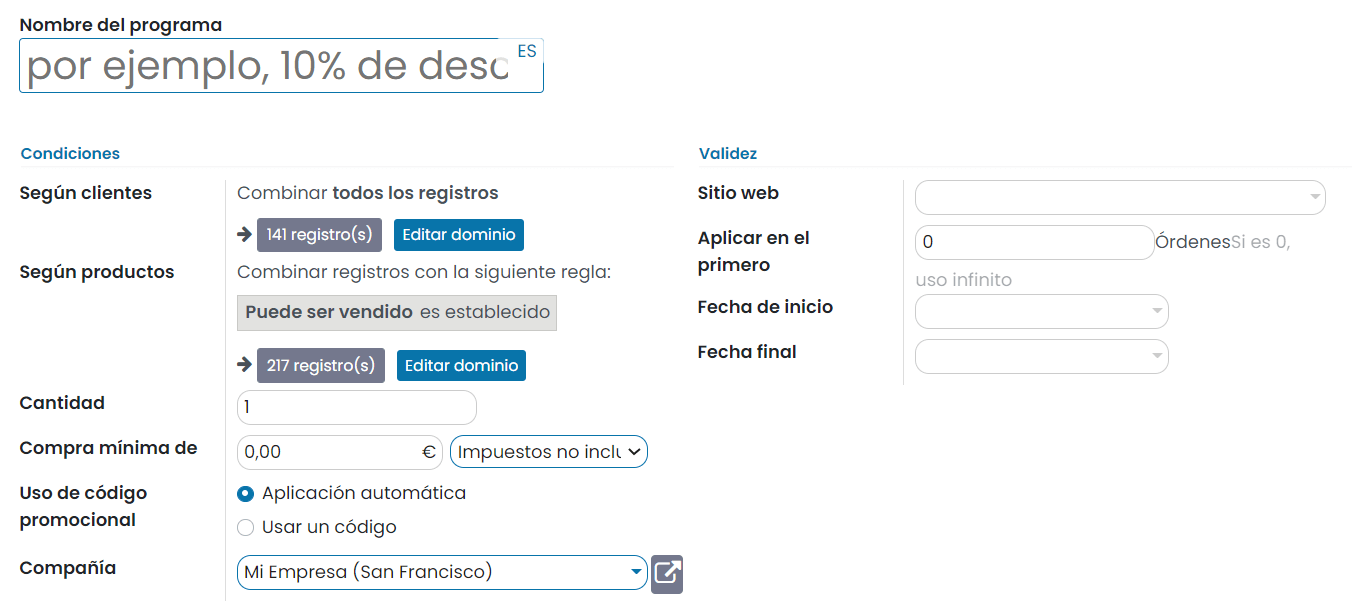 Nombre del programa
por ejemplo, 10% de desc
ES
Condiciones
Según clientes
Combinar todos los registros
141 registro(s)
Editar dominio
Según productos
Combinar registros con la siguiente regla:
Puede ser vendido es establecido
217 registro(s)
Editar dominio
Cantidad
1
Compra mínima de
0,00 €
Impuestos no inclu
Uso de código
promocional
Aplicación automática
Usar un código
Compañía
Mi Empresa (San Francisco)
Validez
Sitio web
Aplicar en el
primero
0
ÓrdenesSi es 0,
uso infinito
Fecha de inicio
Fecha final